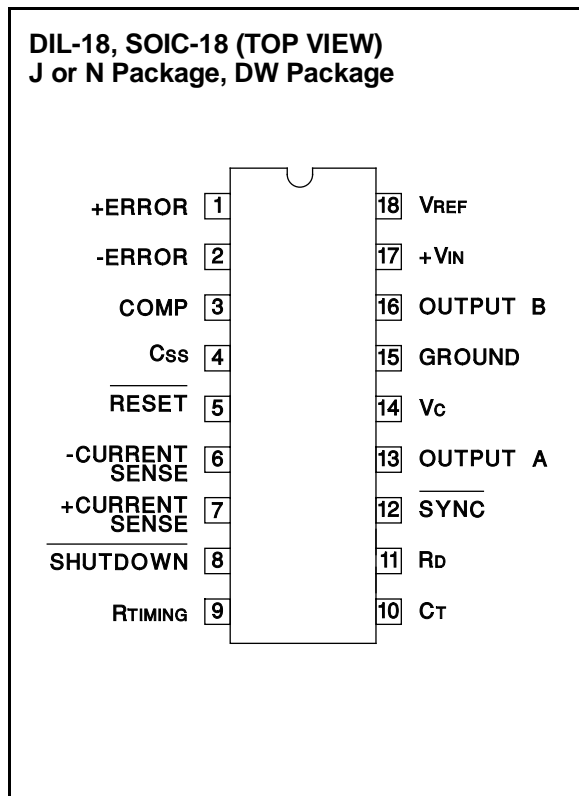 DIL-18, SOIC-18 (TOP VIEW)
J or N Package, DW Package
+ERROR 1
-ERROR 2
COMP 3
CSS 4
RESET 5
-CURRENT
SENSE 6
+CURRENT
SENSE 7
SHUTDOWN 8
RTIMING 9
18 VREF
17 +VIN
16 OUTPUT B
15 GROUND
14 VC
13 OUTPUT A
12 SYNC
11 RD
10 CT